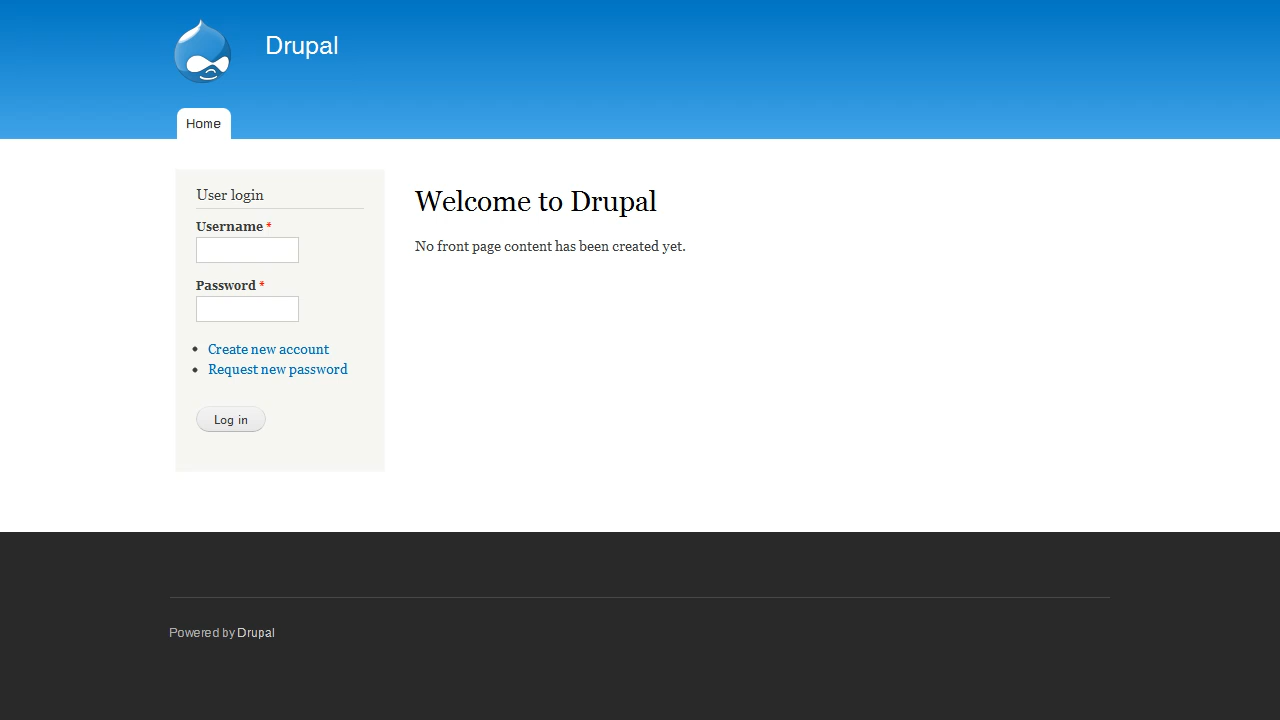 Drupal
Home
User login
Username *
Password *
Create new account
Request new password
Log in
Welcome to Drupal
No front page content has been created yet.
Powered by Drupal